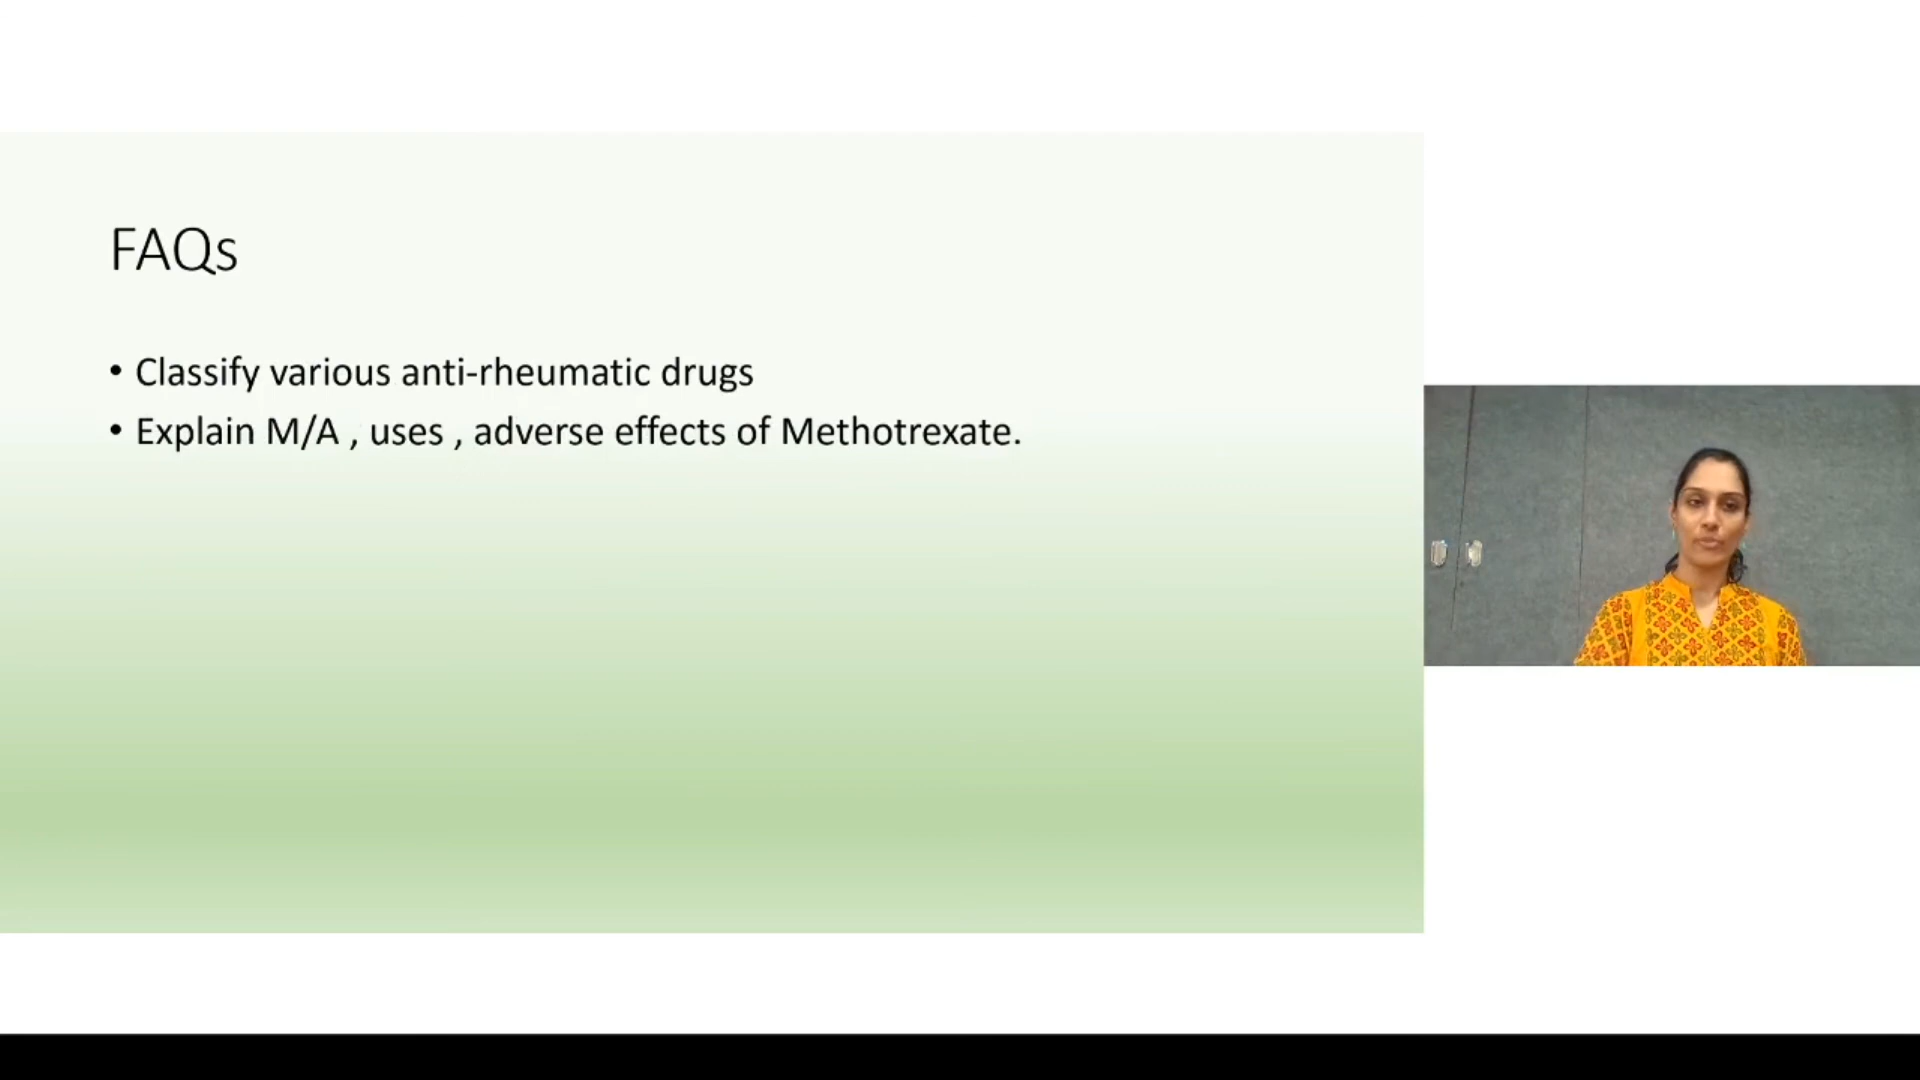 FAQs
• Classify various anti-rheumatic drugs
• Explain M/A , uses , adverse effects of Methotrexate.